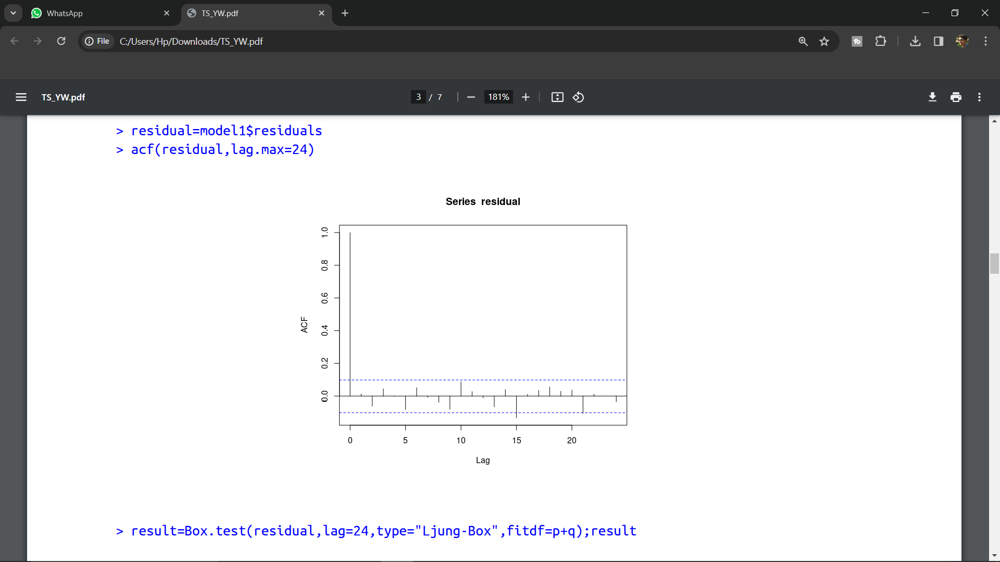 WhatsApp
TS_YW.pdf
File C:/Users/Hp/Downloads/TS_YW.pdf
TS_YW.pdf
3 / 7
181%
> residual=model1$residuals
> acf(residual,lag.max=24)
Series residual
ACF
1.0
0.8
0.6
0.4
0.2
0.0
0 5 10 15 20
Lag
> result=Box.test(residual,lag=24,type="Ljung-Box",fitdf=p+q);result